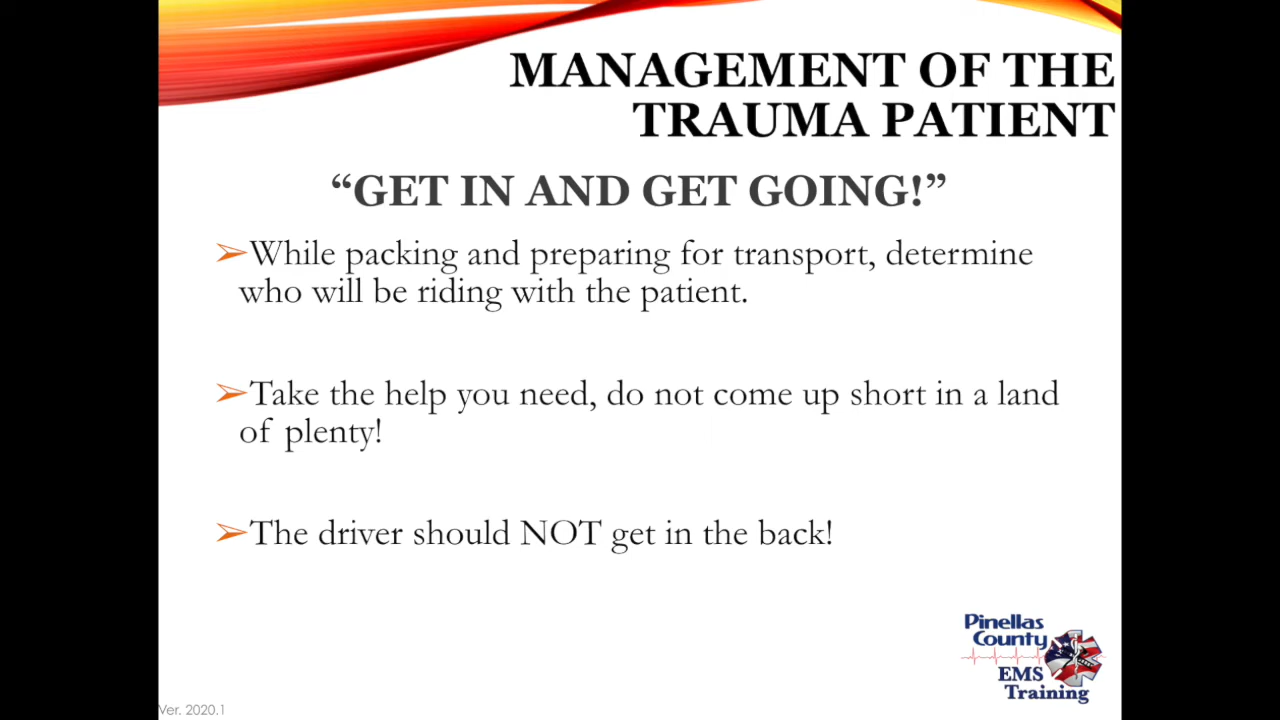 MANAGEMENT OF THE
TRAUMA PATIENT
“GET IN AND GET GOING!”
➢While packing and preparing for transport, determine
who will be riding with the patient.
➢Take the help you need, do not come up short in a land
of plenty!
➢The driver should NOT get in the back!
Pinellas
County
EMS
Training
Ver. 2020.1